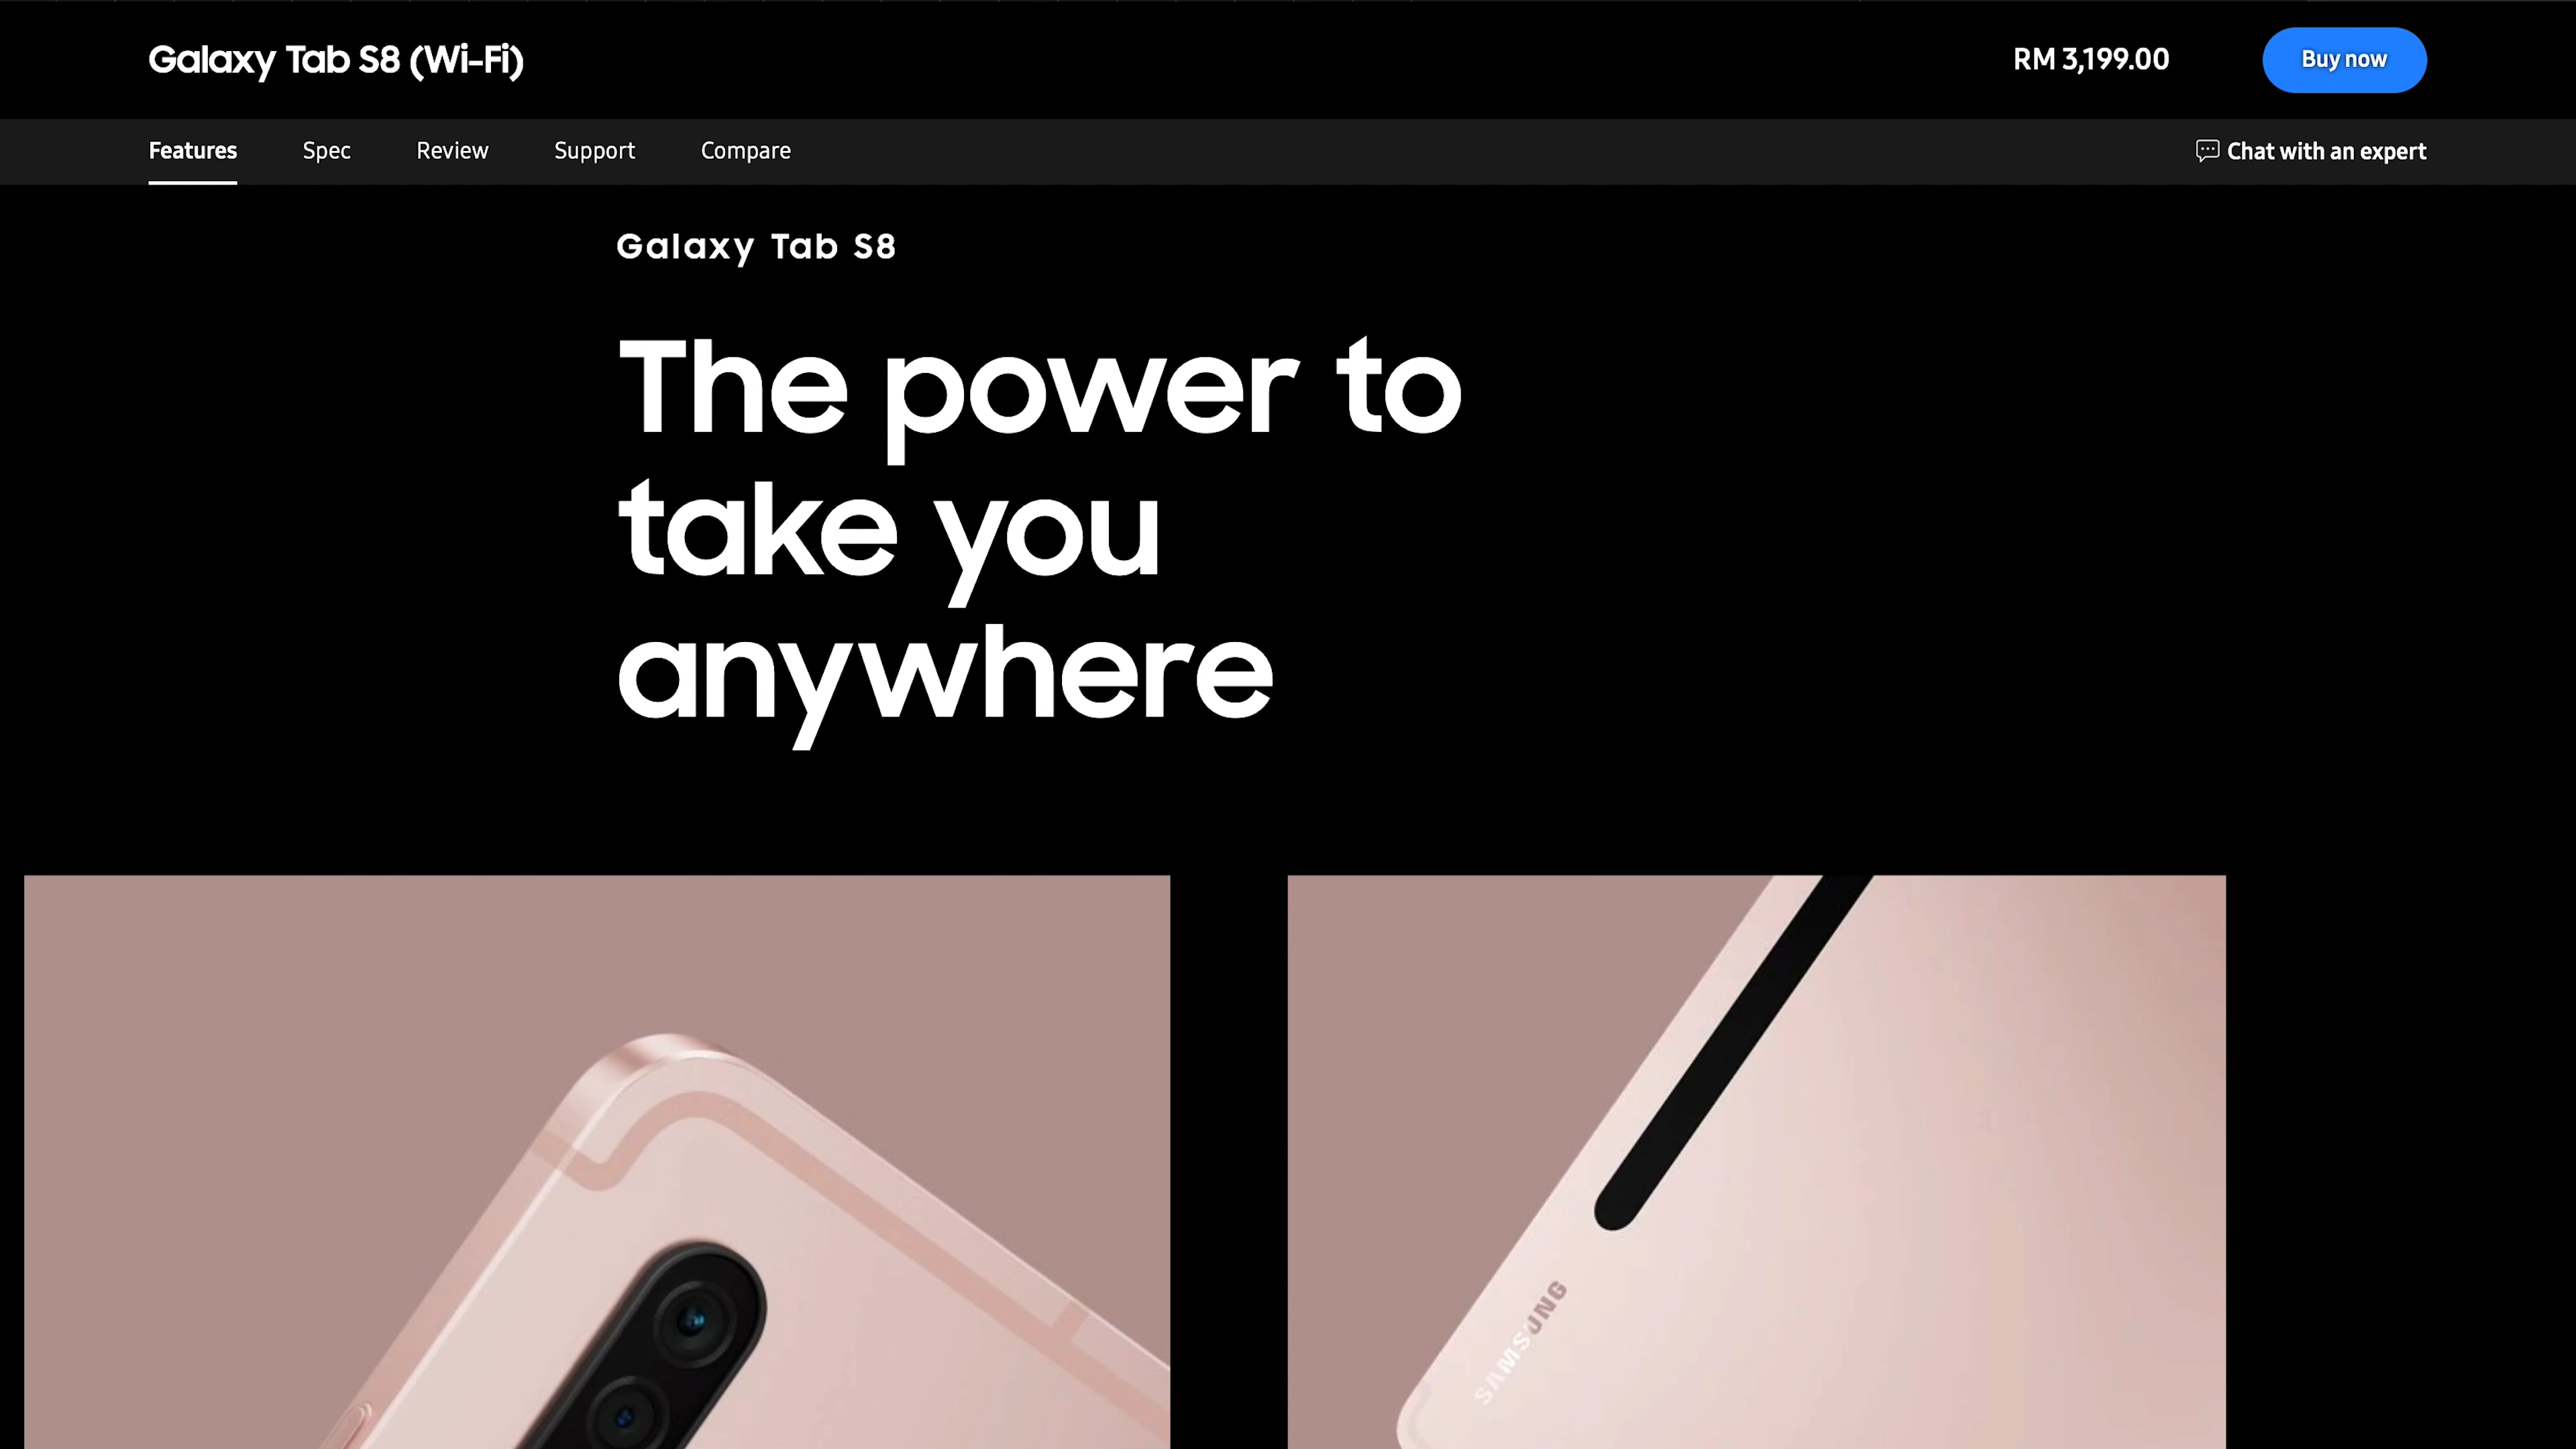 Galaxy Tab S8 (Wi-Fi)
RM 3,199.00
Buy now
Features
Spec
Review
Support
Compare
Chat with an expert
Galaxy Tab S8
The power to
take you
anywhere
SAMSUNG